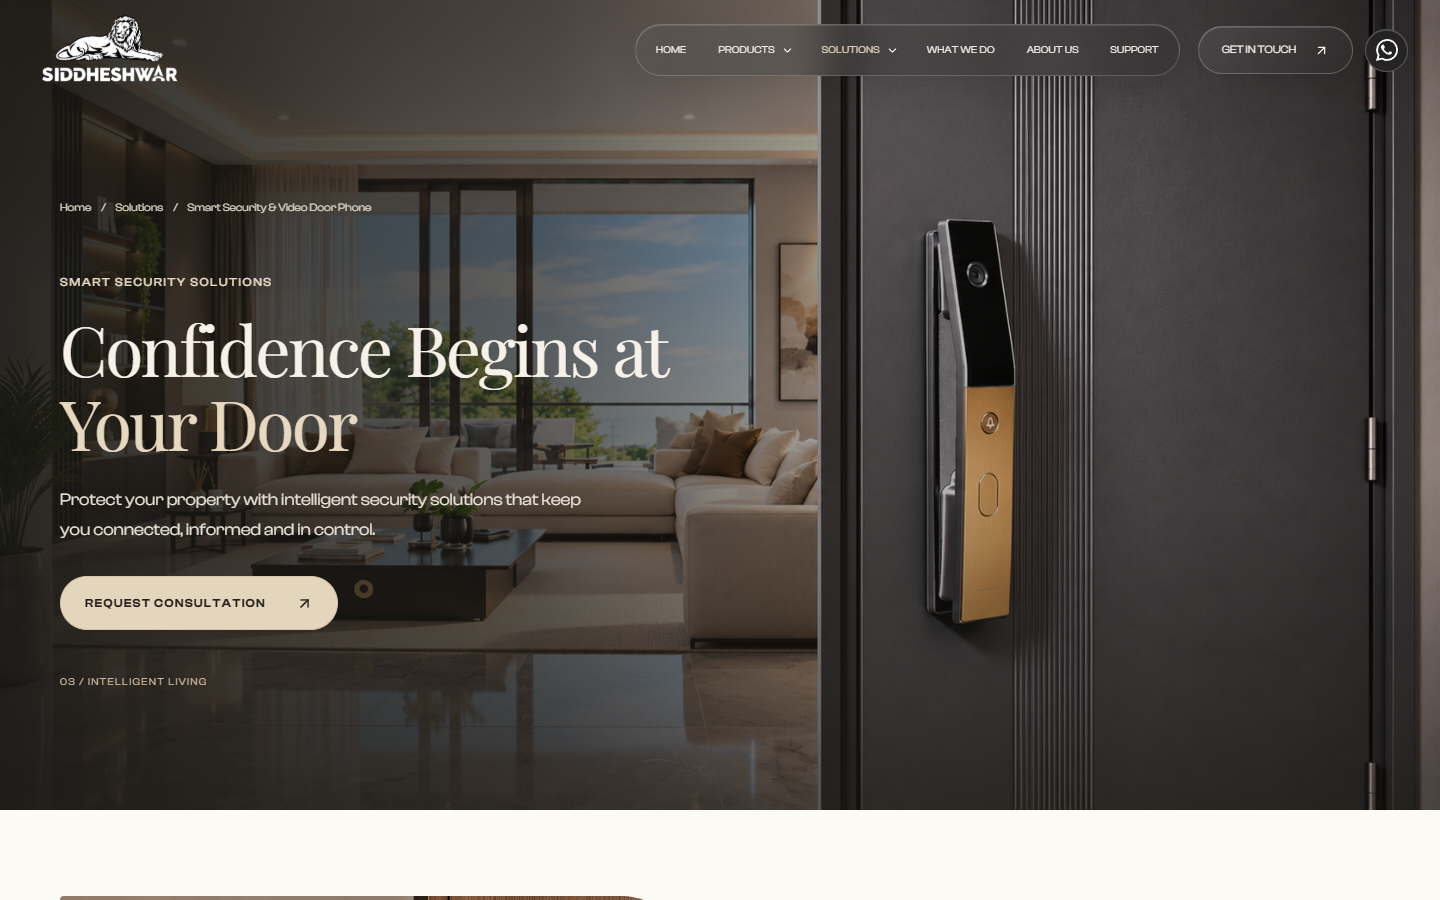 SIDDHESHWAR
HOME PRODUCTS SOLUTIONS WHAT WE DO ABOUT US SUPPORT GET IN TOUCH
Home / Solutions / Smart Security & Video Door Phone
SMART SECURITY SOLUTIONS
Confidence Begins at
Your Door
Protect your property with intelligent security solutions that keep
you connected, informed and in control.
REQUEST CONSULTATION
03 / INTELLIGENT LIVING